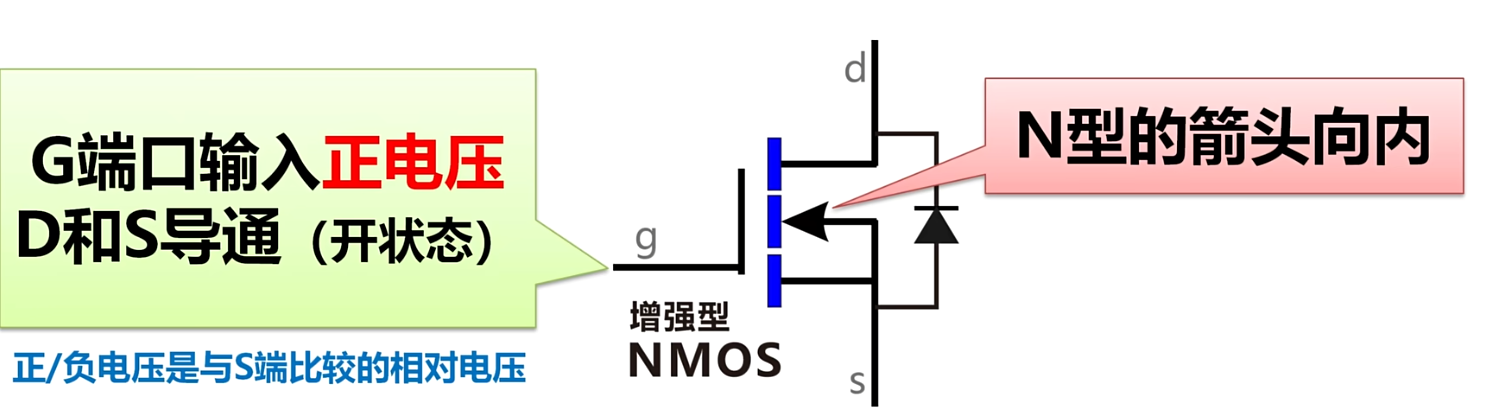 G端口输入正电压
D和S导通（开状态）
正/负电压是与S端比较的相对电压
d
g
增强型
NMOS
s
N型的箭头向内